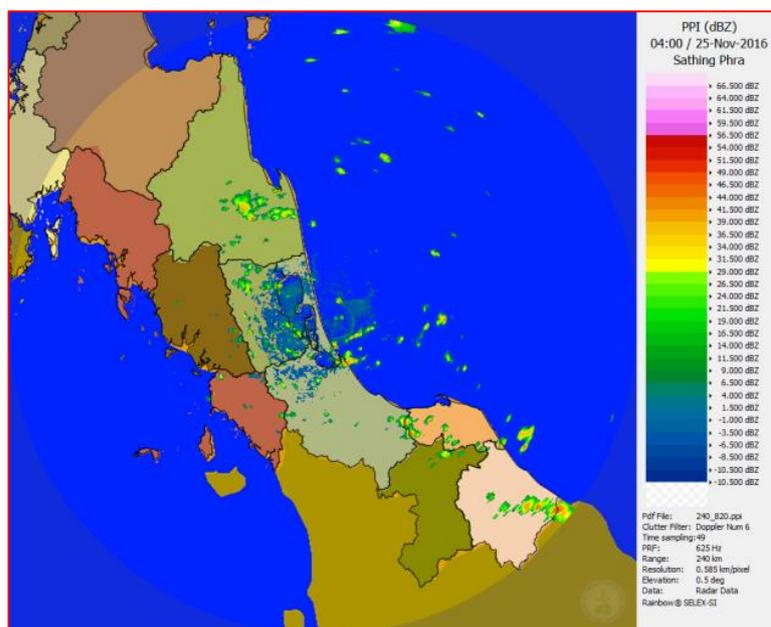 PPI (dBZ)
04:00 / 25-Nov-2016
Sathing Phra
66.500 dBZ
64.000 dBZ
61.500 dBZ
59.500 dBZ
56.500 dBZ
54.000 dBZ
51.500 dBZ
49.000 dBZ
46.500 dBZ
44.000 dBZ
41.500 dBZ
39.000 dBZ
36.500 dBZ
34.000 dBZ
31.500 dBZ
29.000 dBZ
26.500 dBZ
24.000 dBZ
21.500 dBZ
19.000 dBZ
16.500 dBZ
14.000 dBZ
11.500 dBZ
9.000 dBZ
6.500 dBZ
4.000 dBZ
1.500 dBZ
-1.000 dBZ
-3.500 dBZ
-6.500 dBZ
-8.500 dBZ
-10.500 dBZ
-10.500 dBZ
Pdf File: 240_820.ppi
Clutter Filter: Doppler Num 6
Time sampling:49
PRF: 625 Hz
Range: 240 km
Resolution: 0.585 km/pixel
Elevation: 0.5 deg
Data: Radar Data
Rainbow® SELEX-SI